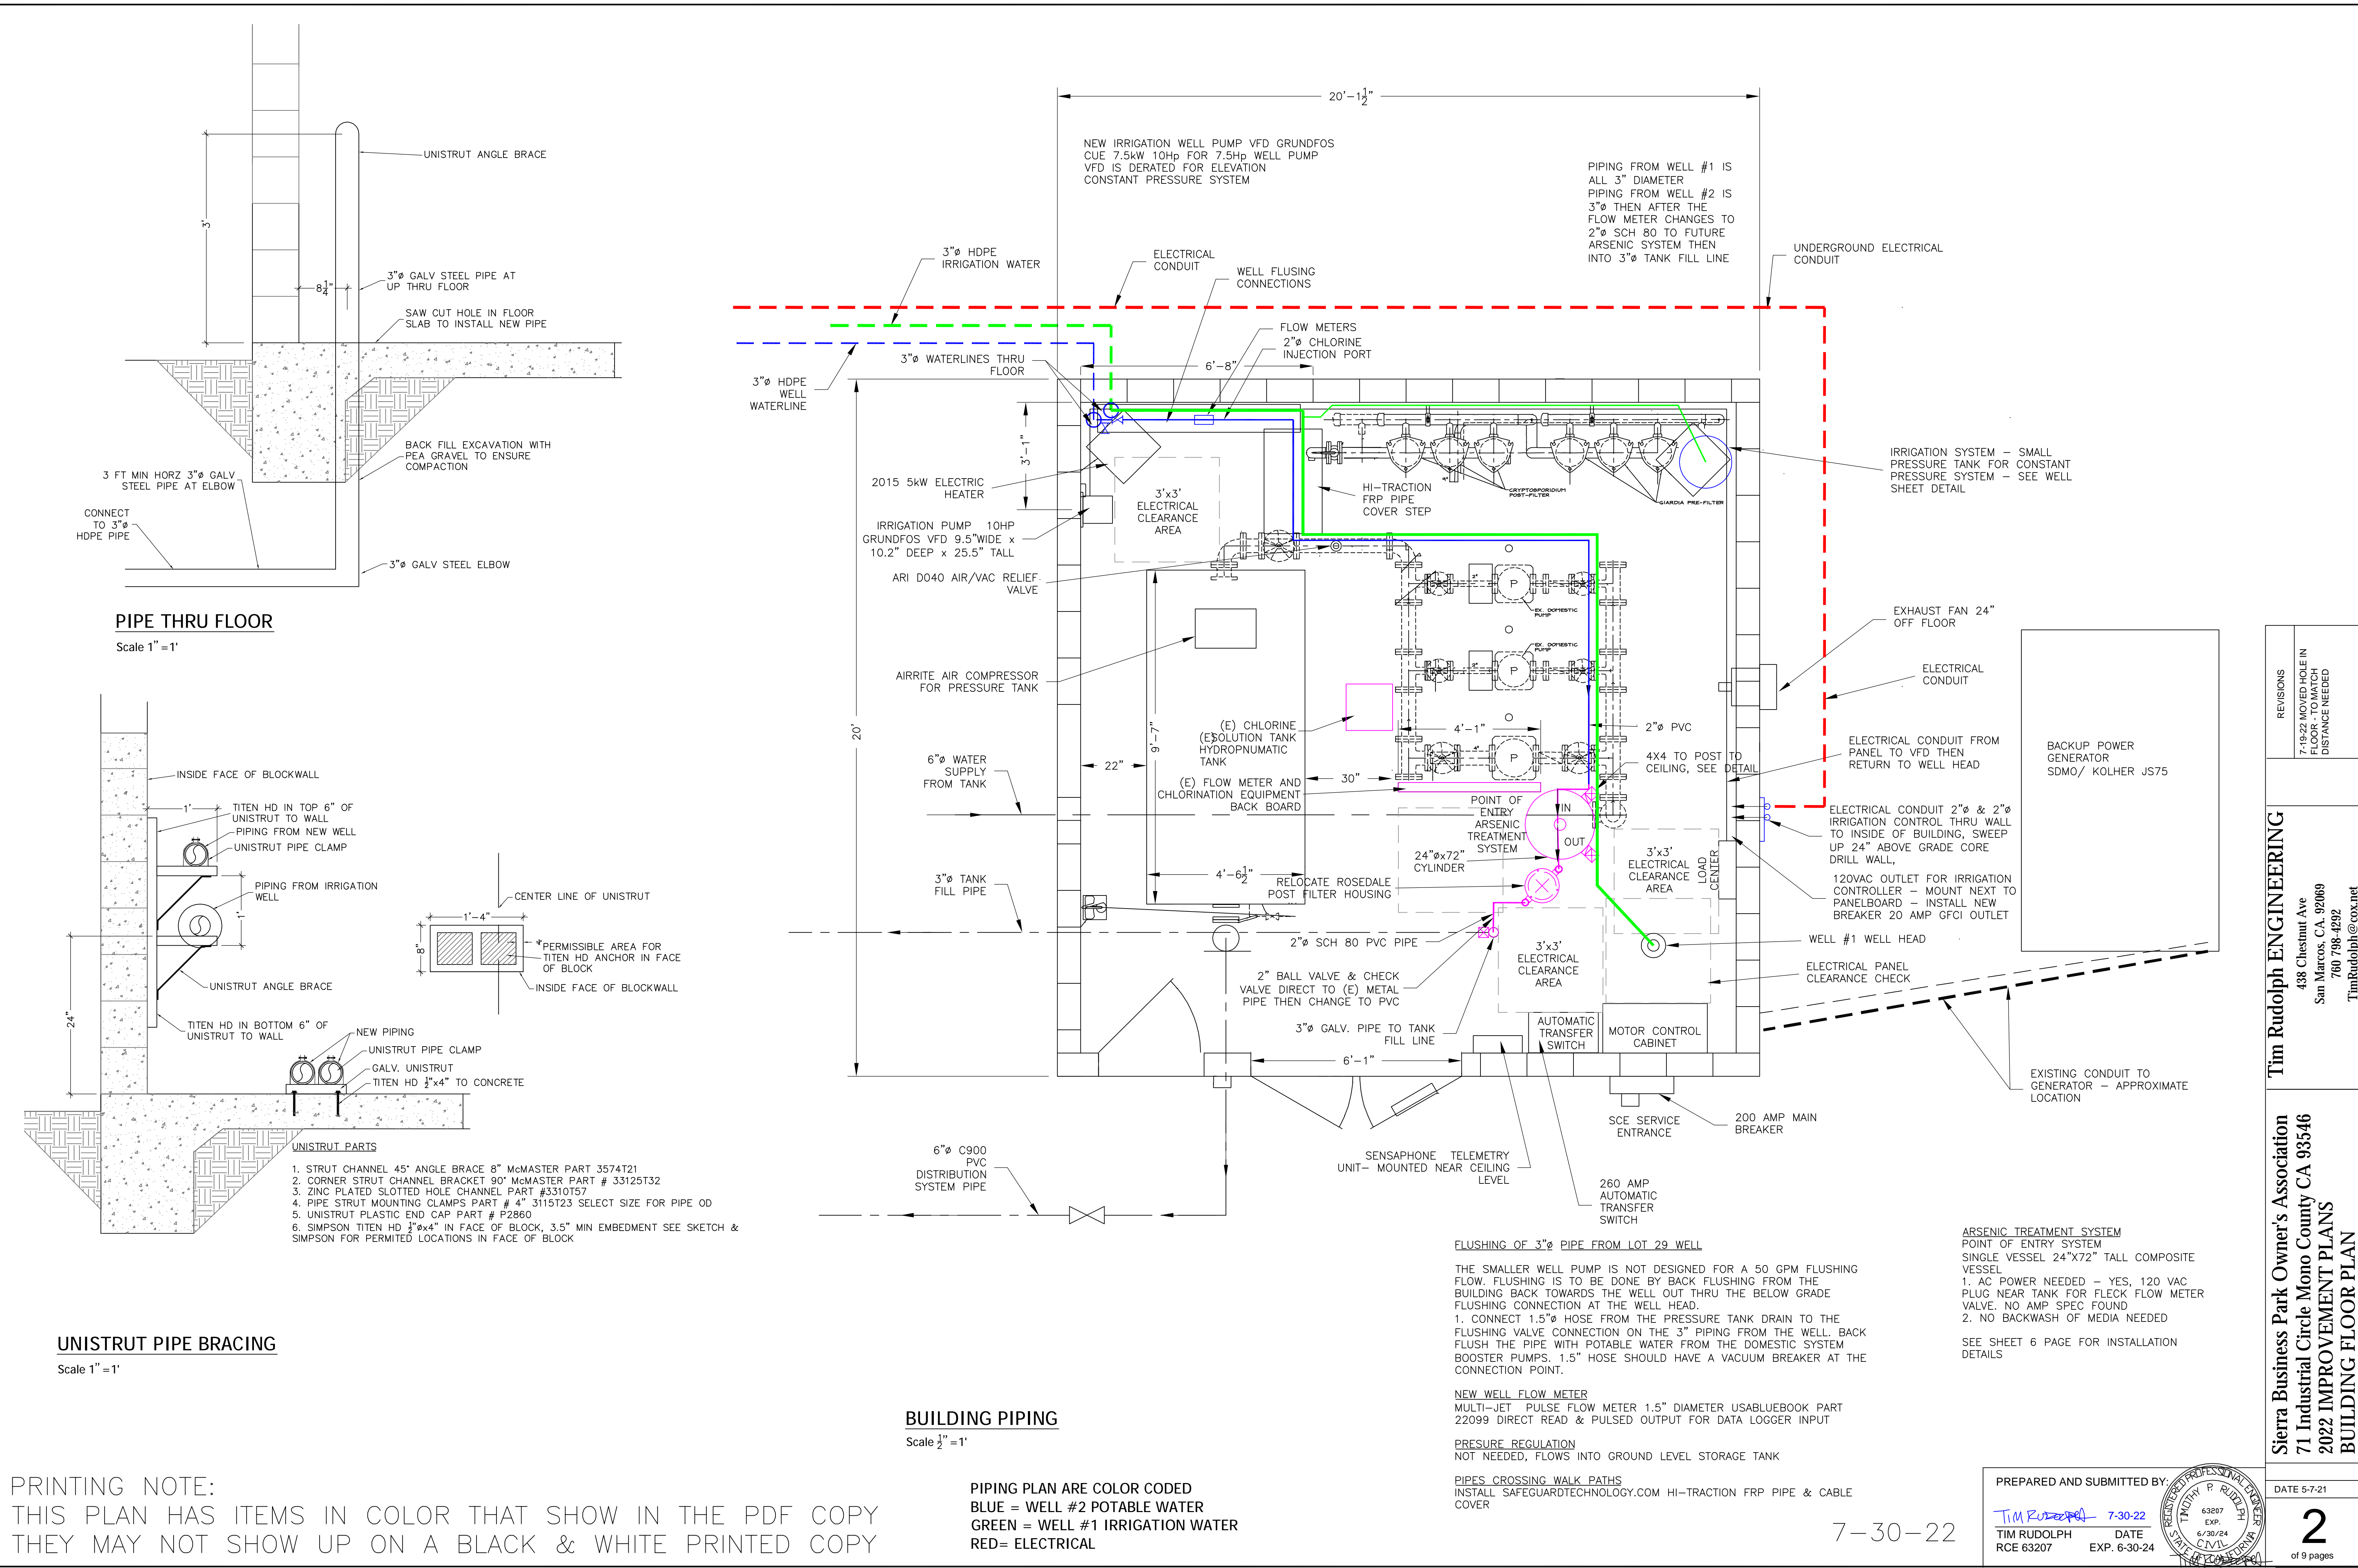 3'
8 1/4"
UNISTRUT ANGLE BRACE
3"ø GALV STEEL PIPE AT
UP THRU FLOOR
SAW CUT HOLE IN FLOOR
SLAB TO INSTALL NEW PIPE
BACK FILL EXCAVATION WITH
PEA GRAVEL TO ENSURE
COMPACTION
3 FT MIN HORZ 3"ø GALV
STEEL PIPE AT ELBOW
CONNECT
TO 3"ø
HDPE PIPE
3"ø GALV STEEL ELBOW
PIPE THRU FLOOR
Scale 1"=1'
INSIDE FACE OF BLOCKWALL
1'
TITEN HD IN TOP 6" OF
UNISTRUT TO WALL
PIPING FROM NEW WELL
UNISTRUT PIPE CLAMP
PIPING FROM IRRIGATION
WELL
1'
24"
UNISTRUT ANGLE BRACE
TITEN HD IN BOTTOM 6" OF
UNISTRUT TO WALL
NEW PIPING
UNISTRUT PIPE CLAMP
GALV. UNISTRUT
TITEN HD 1/2"x4" TO CONCRETE
CENTER LINE OF UNISTRUT
1'-4"
8"
PERMISSIBLE AREA FOR
TITEN HD ANCHOR IN FACE
OF BLOCK
INSIDE FACE OF BLOCKWALL
UNISTRUT PARTS
1. STRUT CHANNEL 45° ANGLE BRACE 8" McMASTER PART 3574T21
2. CORNER STRUT CHANNEL BRACKET 90° McMASTER PART # 33125T32
3. ZINC PLATED SLOTTED HOLE CHANNEL PART #3310T57
4. PIPE STRUT MOUNTING CLAMPS PART # 4" 3115T23 SELECT SIZE FOR PIPE OD
5. UNISTRUT PLASTIC END CAP PART # P2860
6. SIMPSON TITEN HD 1/2"øx4" IN FACE OF BLOCK, 3.5" MIN EMBEDMENT SEE SKETCH &
SIMPSON FOR PERMITED LOCATIONS IN FACE OF BLOCK
UNISTRUT PIPE BRACING
Scale 1"=1'
PRINTING NOTE:
THIS PLAN HAS ITEMS IN COLOR THAT SHOW IN THE PDF COPY
THEY MAY NOT SHOW UP ON A BLACK & WHITE PRINTED COPY
20'-1 1/2"
NEW IRRIGATION WELL PUMP VFD GRUNDFOS
CUE 7.5kW 10Hp FOR 7.5Hp WELL PUMP
VFD IS DERATED FOR ELEVATION
CONSTANT PRESSURE SYSTEM
PIPING FROM WELL #1 IS
ALL 3" DIAMETER
PIPING FROM WELL #2 IS
3"ø THEN AFTER THE
FLOW METER CHANGES TO
2"ø SCH 80 TO FUTURE
ARSENIC SYSTEM THEN
INTO 3"ø TANK FILL LINE
3"ø HDPE
IRRIGATION WATER
ELECTRICAL
CONDUIT
WELL FLUSING
CONNECTIONS
UNDERGROUND ELECTRICAL
CONDUIT
FLOW METERS
2"ø CHLORINE
INJECTION PORT
3"ø WATERLINES THRU
FLOOR
6'-8"
3"ø HDPE
WELL
WATERLINE
3'-1"
2015 5kW ELECTRIC
HEATER
3'x3'
ELECTRICAL
CLEARANCE
AREA
HI-TRACTION
FRP PIPE
COVER STEP
4"
CRYPTOSPORIDIUM
POST-FILTER
GIARDIA PRE-FILTER
IRRIGATION SYSTEM - SMALL
PRESSURE TANK FOR CONSTANT
PRESSURE SYSTEM - SEE WELL
SHEET DETAIL
IRRIGATION PUMP 10HP
GRUNDFOS VFD 9.5"WIDE x
10.2" DEEP x 25.5" TALL
ARI D040 AIR/VAC RELIEF
VALVE
2"
P
EX. DOMESTIC
PUMP
EXHAUST FAN 24"
OFF FLOOR
AIRRITE AIR COMPRESSOR
FOR PRESSURE TANK
P
EX. DOMESTIC
PUMP
ELECTRICAL
CONDUIT
20'
9'-7"
(E) CHLORINE
SOLUTION TANK
(E)
HYDROPNUMATIC
TANK
4'-1"
P
2"ø PVC
6"ø WATER
SUPPLY
FROM TANK
22"
30"
4X4 TO POST TO
CEILING, SEE DETAIL
ELECTRICAL CONDUIT FROM
PANEL TO VFD THEN
RETURN TO WELL HEAD
BACKUP POWER
GENERATOR
SDMO/ KOLHER JS75
(E) FLOW METER AND
CHLORINATION EQUIPMENT
BACK BOARD
POINT OF
ENTRY
ARSENIC
TREATMENT
SYSTEM
IN
OUT
ELECTRICAL CONDUIT 2"ø & 2"ø
IRRIGATION CONTROL THRU WALL
TO INSIDE OF BUILDING, SWEEP
UP 24" ABOVE GRADE CORE
DRILL WALL,
24"øx72"
CYLINDER
3'x3'
ELECTRICAL
CLEARANCE
AREA
LOAD
CENTER
3"ø TANK
FILL PIPE
4'-6 1/2"
RELOCATE ROSEDALE
POST FILTER HOUSING
120VAC OUTLET FOR IRRIGATION
CONTROLLER - MOUNT NEXT TO
PANELBOARD - INSTALL NEW
BREAKER 20 AMP GFCI OUTLET
2"ø SCH 80 PVC PIPE
3'x3'
ELECTRICAL
CLEARANCE
AREA
WELL #1 WELL HEAD
2" BALL VALVE & CHECK
VALVE DIRECT TO (E) METAL
PIPE THEN CHANGE TO PVC
ELECTRICAL PANEL
CLEARANCE CHECK
3"ø GALV. PIPE TO TANK
FILL LINE
AUTOMATIC
TRANSFER
SWITCH
MOTOR CONTROL
CABINET
6'-1"
EXISTING CONDUIT TO
GENERATOR - APPROXIMATE
LOCATION
SCE SERVICE
ENTRANCE
200 AMP MAIN
BREAKER
6"ø C900
PVC
DISTRIBUTION
SYSTEM PIPE
SENSAPHONE TELEMETRY
UNIT- MOUNTED NEAR CEILING
LEVEL
260 AMP
AUTOMATIC
TRANSFER
SWITCH
FLUSHING OF 3"ø PIPE FROM LOT 29 WELL
THE SMALLER WELL PUMP IS NOT DESIGNED FOR A 50 GPM FLUSHING
FLOW. FLUSHING IS TO BE DONE BY BACK FLUSHING FROM THE
BUILDING BACK TOWARDS THE WELL OUT THRU THE BELOW GRADE
FLUSHING CONNECTION AT THE WELL HEAD.
1. CONNECT 1.5"ø HOSE FROM THE PRESSURE TANK DRAIN TO THE
FLUSHING VALVE CONNECTION ON THE 3" PIPING FROM THE WELL. BACK
FLUSH THE PIPE WITH POTABLE WATER FROM THE DOMESTIC SYSTEM
BOOSTER PUMPS. 1.5" HOSE SHOULD HAVE A VACUUM BREAKER AT THE
CONNECTION POINT.
NEW WELL FLOW METER
MULTI-JET PULSE FLOW METER 1.5" DIAMETER USABLUEBOOK PART
22099 DIRECT READ & PULSED OUTPUT FOR DATA LOGGER INPUT
PRESURE REGULATION
NOT NEEDED, FLOWS INTO GROUND LEVEL STORAGE TANK
PIPES CROSSING WALK PATHS
INSTALL SAFEGUARDTECHNOLOGY.COM HI-TRACTION FRP PIPE & CABLE
COVER
ARSENIC TREATMENT SYSTEM
POINT OF ENTRY SYSTEM
SINGLE VESSEL 24"X72" TALL COMPOSITE
VESSEL
1. AC POWER NEEDED - YES, 120 VAC
PLUG NEAR TANK FOR FLECK FLOW METER
VALVE. NO AMP SPEC FOUND
2. NO BACKWASH OF MEDIA NEEDED
SEE SHEET 6 PAGE FOR INSTALLATION
DETAILS
BUILDING PIPING
Scale 1/2"=1'
PIPING PLAN ARE COLOR CODED
BLUE = WELL #2 POTABLE WATER
GREEN = WELL #1 IRRIGATION WATER
RED= ELECTRICAL
7-30-22
PREPARED AND SUBMITTED BY:
TIM RUDOLPH 7-30-22
TIM RUDOLPH DATE
RCE 63207 EXP. 6-30-24
REGISTERED PROFESSIONAL ENGINEER
TIMOTHY P. RUDOLPH
63207
EXP.
6/30/24
CIVIL
STATE OF CALIFORNIA
REVISIONS
7-19-22 MOVED HOLE IN
FLOOR - TO MATCH
DISTANCE NEEDED
Tim Rudolph ENGINEERING
438 Chestnut Ave
San Marcos, CA. 92069
760 798-4292
TimRudolph@cox.net
Sierra Business Park Owner's Association
71 Industrial Circle Mono County CA 93546
2022 IMPROVEMENT PLANS
BUILDING FLOOR PLAN
DATE 5-7-21
2
of 9 pages